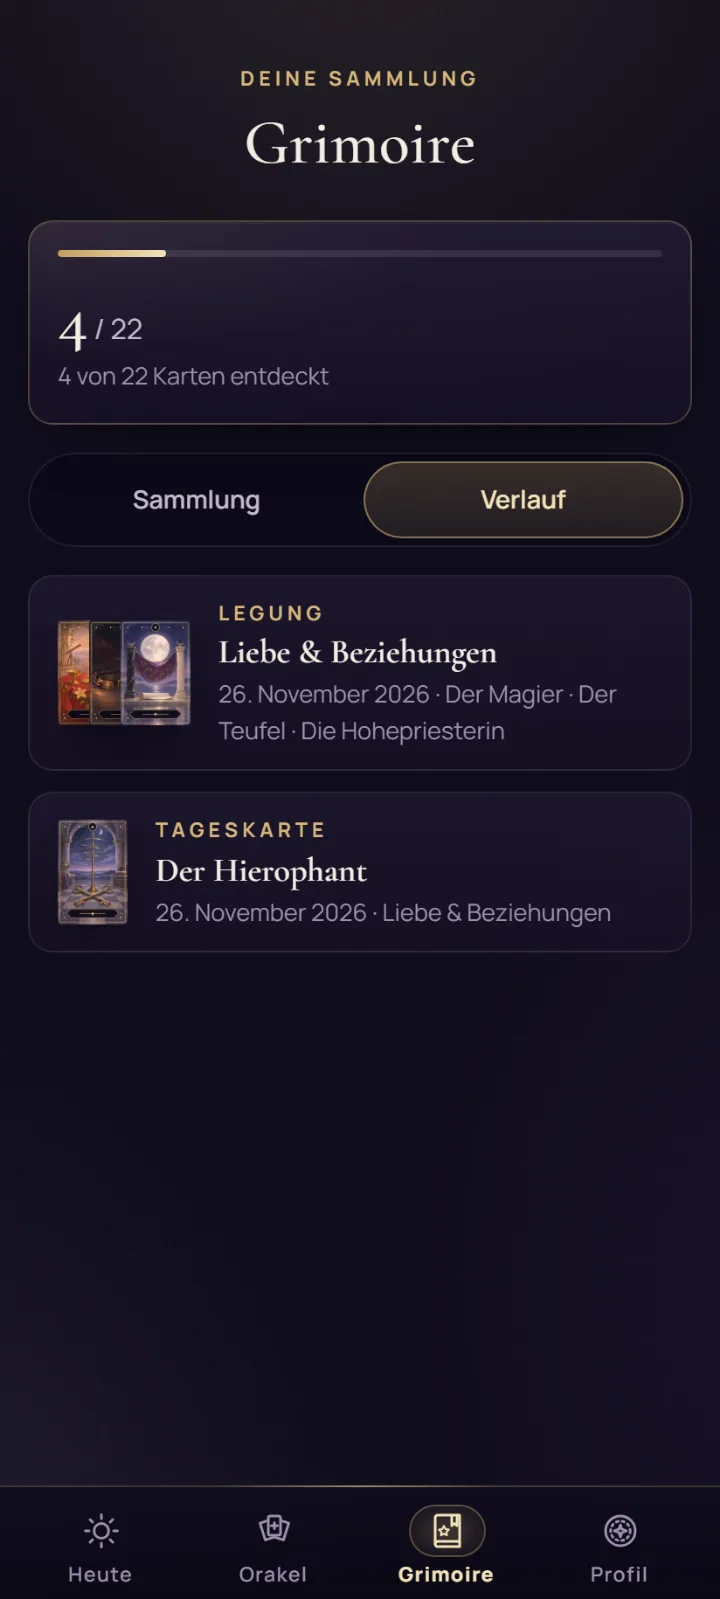 DEINE SAMMLUNG
Grimoire
4 / 22
4 von 22 Karten entdeckt
Sammlung
Verlauf
LEGUNG
Liebe & Beziehungen
26. November 2026 · Der Magier · Der
Teufel · Die Hohepriesterin
TAGESKARTE
Der Hierophant
26. November 2026 · Liebe & Beziehungen
Heute
Orakel
Grimoire
Profil